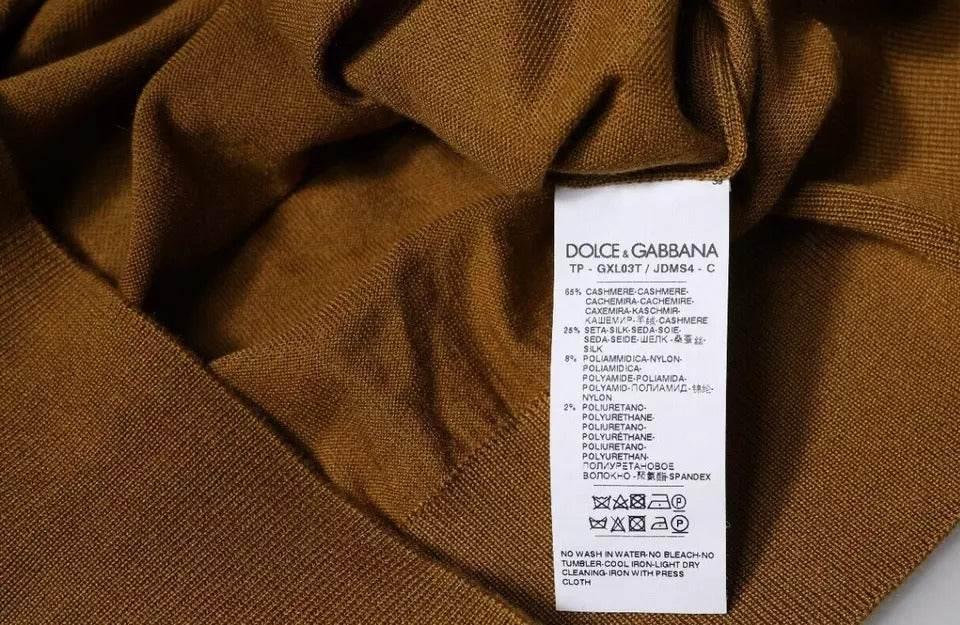 DOLCE & GABBANA
TP - GXL03T / JDMS4 - C
65% CASHMERE-CASHMERE-
CACHEMIRA-CACHEMIRE-
CAXEMIRA-KASCHMIR-
КАШЕМИР-羊绒-CASHMERE
25% SETA-SILK-SEDA-SOIE-
SEDA-SEIDE-ШЕЛК-桑蚕丝-
SILK
8% POLIAMMIDICA-NYLON-
POLIAMIDICA-
POLYAMIDE-POLIAMIDA-
POLYAMID-ПОЛИАМИД-锦纶-
NYLON
2% POLIURETANO-
POLYURETHANE-
POLIURETANO-
POLYURÉTHANE-
POLIURETANO-
POLYURETHAN-
ПОЛИУРЕТАНОВОЕ
ВОЛОКНО-聚氨酯-SPANDEX
P
P
NO WASH IN WATER-NO BLEACH-NO
TUMBLER-COOL IRON-LIGHT DRY
CLEANING-IRON WITH PRESS
CLOTH